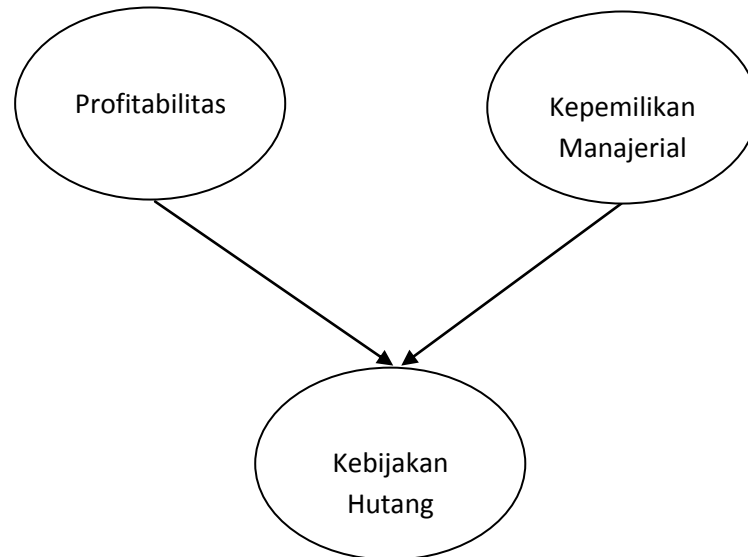 Profitabilitas
Kepemilikan
Manajerial
Kebijakan
Hutang